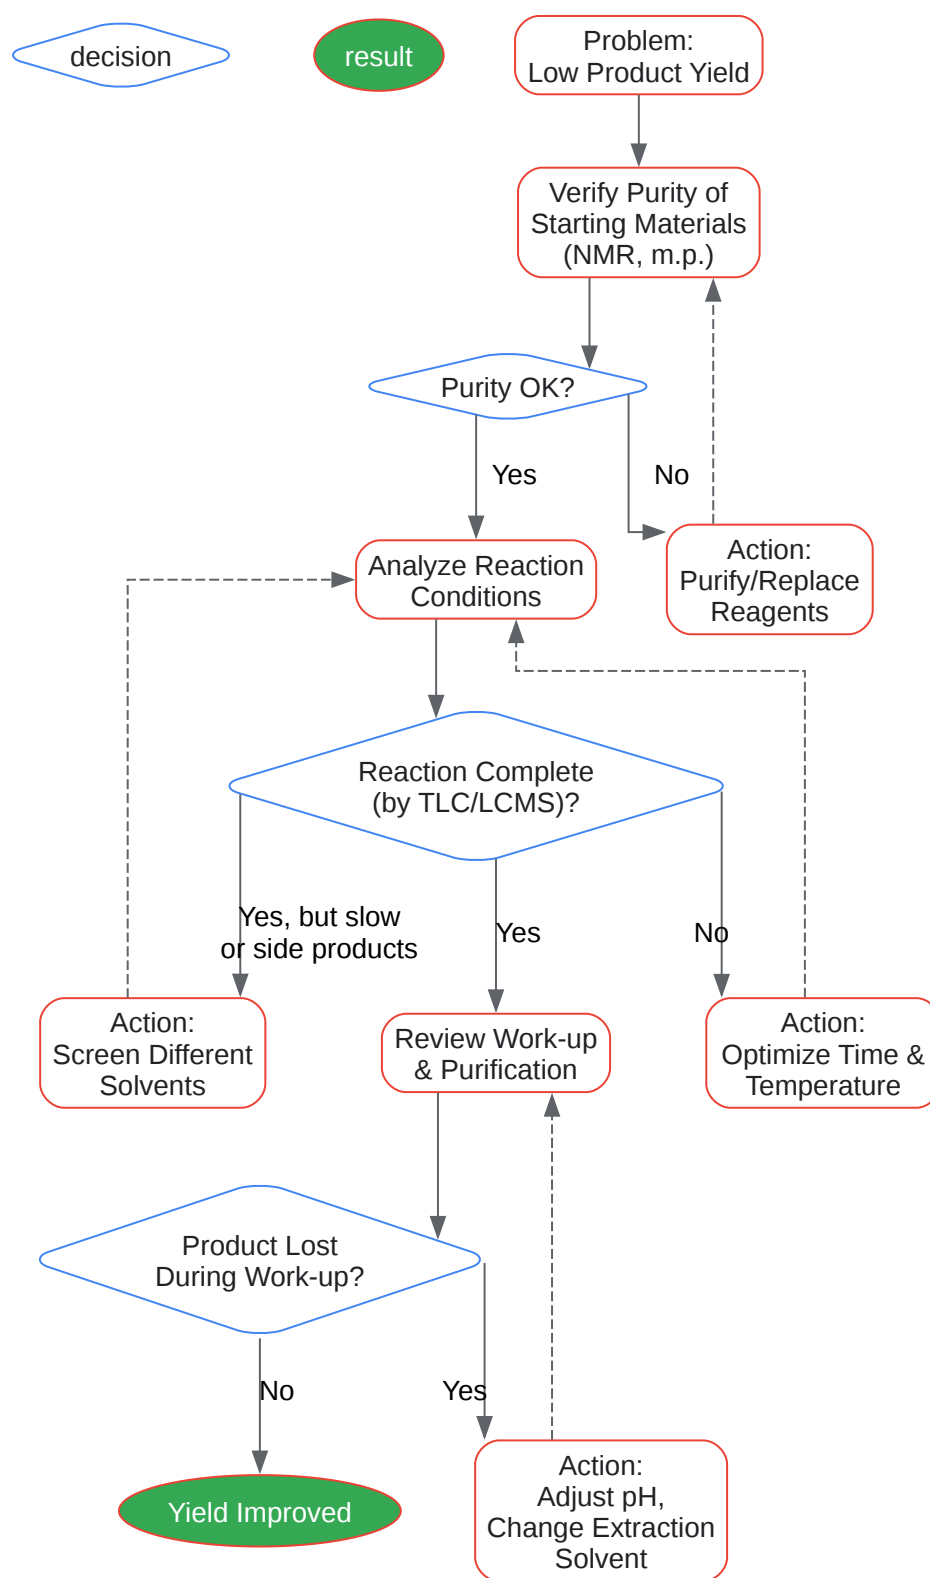 decision
result
Problem:
Low Product Yield
Verify Purity of
Starting Materials
(NMR, m.p.)
Purity OK?
Yes
No
Action:
Purify/Replace
Reagents
Analyze Reaction
Conditions
Reaction Complete
(by TLC/LCMS)?
Yes, but slow
or side products
Yes
No
Action:
Screen Different
Solvents
Review Work-up
& Purification
Action:
Optimize Time &
Temperature
Product Lost
During Work-up?
No
Yes
Yield Improved
Action:
Adjust pH,
Change Extraction
Solvent